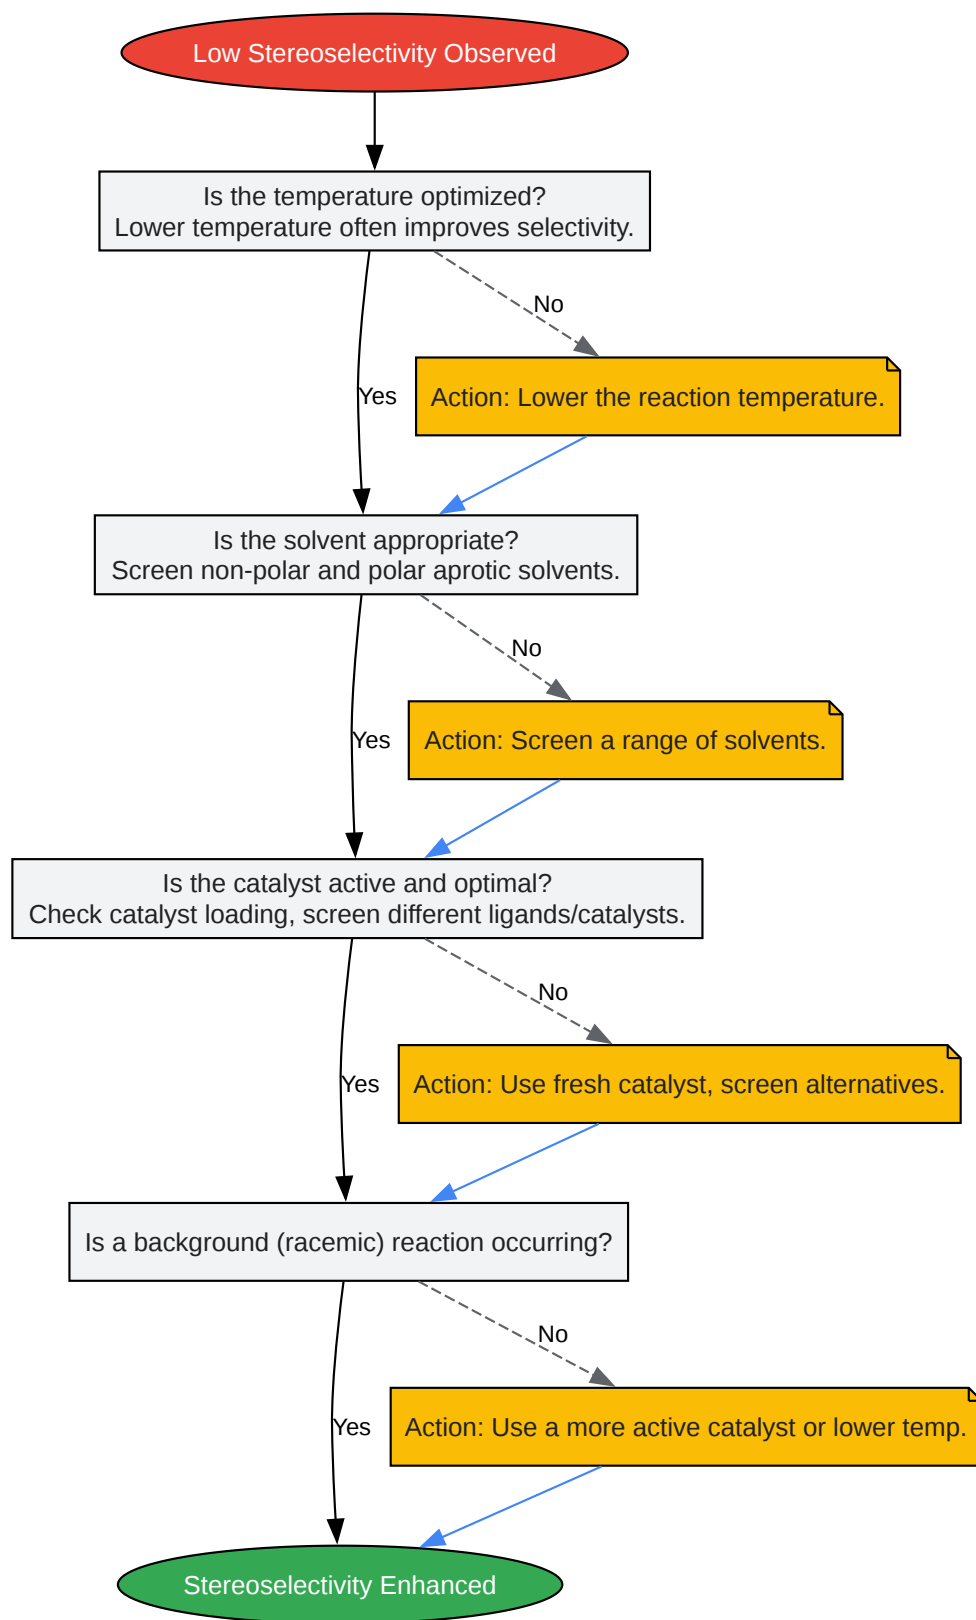 Low Stereoselectivity Observed
Is the temperature optimized?
Lower temperature often improves selectivity.
No
Yes
Action: Lower the reaction temperature.
Is the solvent appropriate?
Screen non-polar and polar aprotic solvents.
No
Yes
Action: Screen a range of solvents.
Is the catalyst active and optimal?
Check catalyst loading, screen different ligands/catalysts.
No
Yes
Action: Use fresh catalyst, screen alternatives.
Is a background (racemic) reaction occurring?
No
Yes
Action: Use a more active catalyst or lower temp.
Stereoselectivity Enhanced